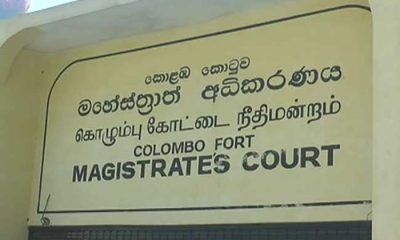 කොළඹ කොටුව
මහේස්ත්‍රාත් අධිකරණය
கொழும்பு கோட்டை நீதிமன்றம்
COLOMBO FORT
MAGISTRATES COURT